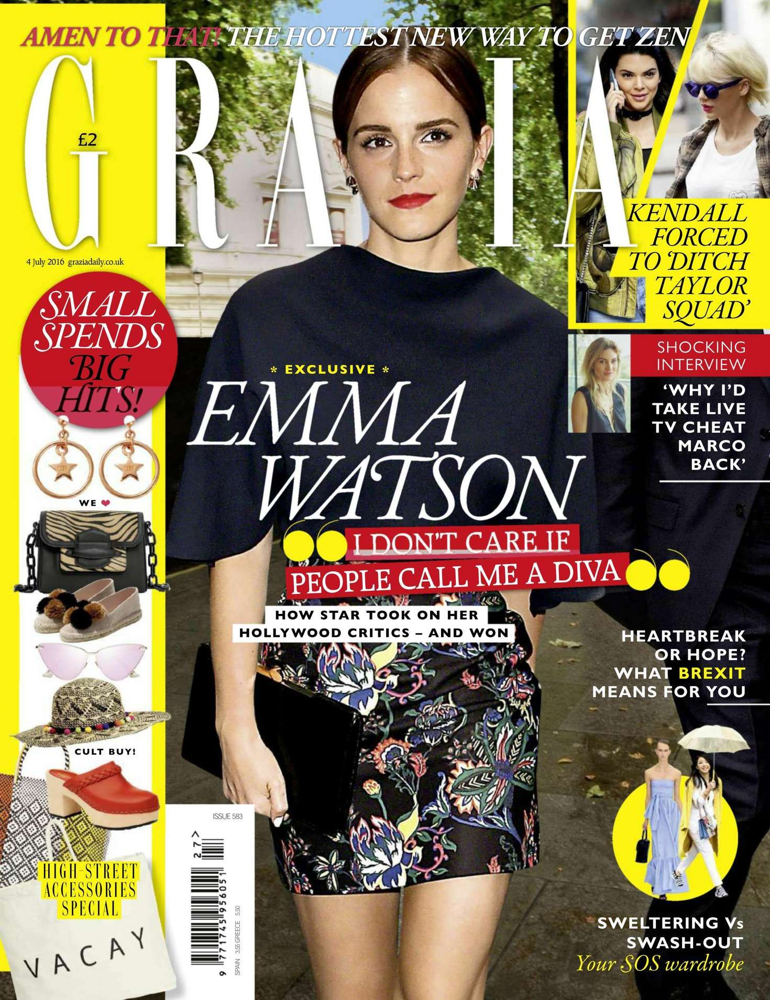 AMEN TO THAT! THE HOTTEST NEW WAY TO GET ZEN
GRAZIA
£2
4 July 2016 graziadaily.co.uk
SMALL
SPENDS
BIG
HITS!
WE ❤
CULT BUY!
HIGH-STREET
ACCESSORIES
SPECIAL
VACAY
KENDALL
FORCED
TO ‘DITCH
TAYLOR
SQUAD’
SHOCKING
INTERVIEW
‘WHY I’D
TAKE LIVE
TV CHEAT
MARCO
BACK’
* EXCLUSIVE *
EMMA
WATSON
“I DON’T CARE IF
PEOPLE CALL ME A DIVA”
HOW STAR TOOK ON HER
HOLLYWOOD CRITICS – AND WON
HEARTBREAK
OR HOPE?
WHAT BREXIT
MEANS FOR YOU
SWELTERING Vs
SWASH-OUT
Your SOS wardrobe
ISSUE 583
27>
9 771745 956051
SPAIN 3.55 GREECE 5.50